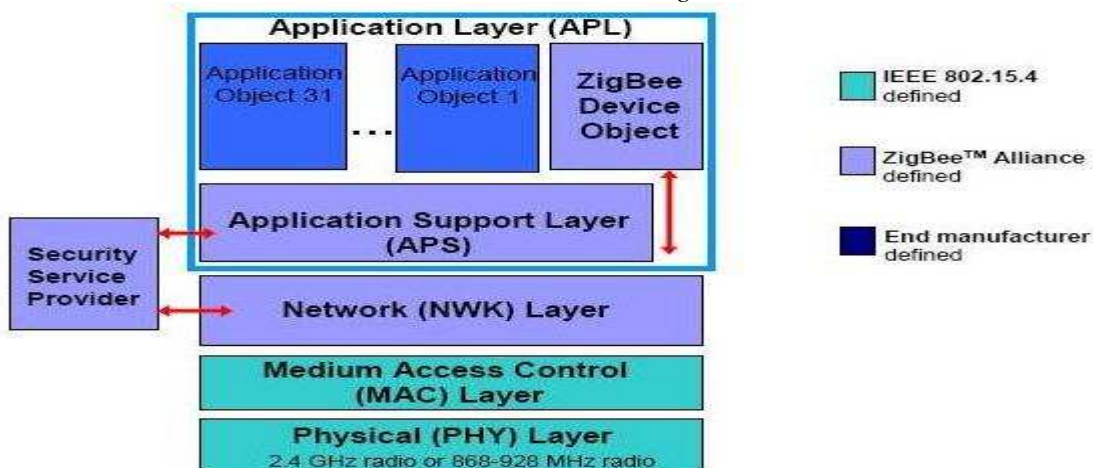 Application Layer (APL)
Application
Object 31
...
Application
Object 1
ZigBee
Device
Object
IEEE 802.15.4
defined
ZigBee™ Alliance
defined
End manufacturer
defined
Application Support Layer
(APS)
Security
Service
Provider
Network (NWK) Layer
Medium Access Control
(MAC) Layer
Physical (PHY) Layer
2.4 GHz radio or 868-928 MHz radio